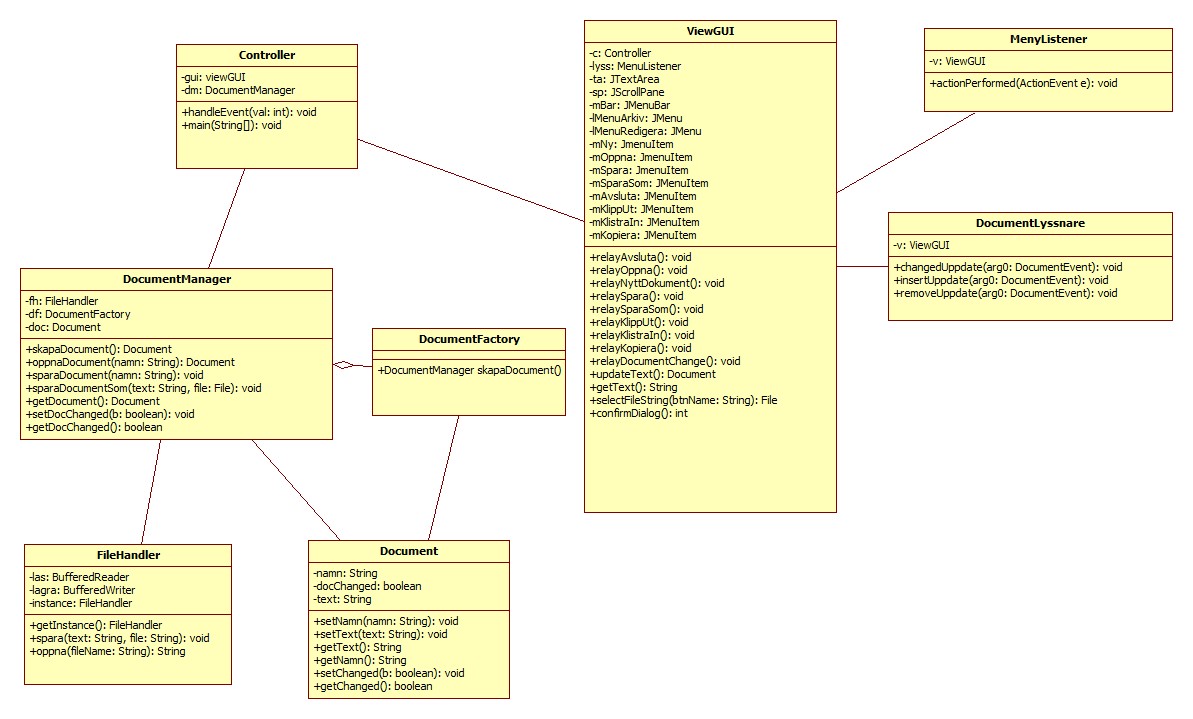 Controller
-gui: viewGUI
-dm: DocumentManager
+handleEvent(val: int): void
+main(String[]): void
ViewGUI
-c: Controller
-lyss: MenuListener
-ta: JTextArea
-sp: JScrollPane
-mBar: JMenuBar
-lMenuArkiv: JMenu
-lMenuRedigera: JMenu
-mNy: JMenuItem
-mOppna: JmenuItem
-mSpara: JmenuItem
-mSparaSom: JMenuItem
-mAvsluta: JMenuItem
-mKlippUt: JMenuItem
-mKlistraIn: JMenuItem
-mKopiera: JMenuItem
+relayAvsluta(): void
+relayOppna(): void
+relayNyttDokument(): void
+relaySpara(): void
+relaySparaSom(): void
+relayKlippUt(): void
+relayKlistraIn(): void
+relayKopiera(): void
+relayDocumentChange(): void
+updateText(): Document
+getText(): String
+selectFileString(btnName: String): File
+confirmDialog(): int
MenyListener
-v: ViewGUI
+actionPerformed(ActionEvent e): void
DocumentLyssnare
-v: ViewGUI
+changedUppdate(arg0: DocumentEvent): void
+insertUppdate(arg0: DocumentEvent): void
+removeUppdate(arg0: DocumentEvent): void
DocumentManager
-fh: FileHandler
-df: DocumentFactory
-doc: Document
+skapaDocument(): Document
+oppnaDocument(namn: String): Document
+sparaDocument(namn: String): void
+sparaDocumentSom(text: String, file: File): void
+getDocument(): Document
+setDocChanged(b: boolean): void
+getDocChanged(): boolean
DocumentFactory
+DocumentManager skapaDocument()
FileHandler
-las: BufferedReader
-lagra: BufferedWriter
-instance: FileHandler
+getInstance(): FileHandler
+spara(text: String, file: String): void
+oppna(fileName: String): String
Document
-namn: String
-docChanged: boolean
-text: String
+setNamn(namn: String): void
+setText(text: String): void
+getText(): String
+getNamn(): String
+setChanged(b: boolean): void
+getChanged(): boolean